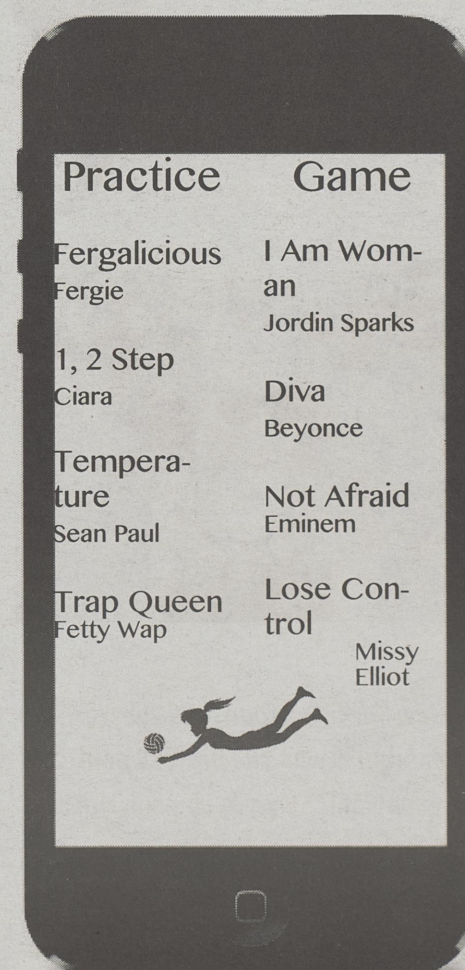 Practice
Fergalicious
Fergie
1, 2 Step
Ciara
Tempera-
ture
Sean Paul
Trap Queen
Fetty Wap
Game
I Am Wom-
an
Jordin Sparks
Diva
Beyonce
Not Afraid
Eminem
Lose Con-
trol
Missy
Elliot